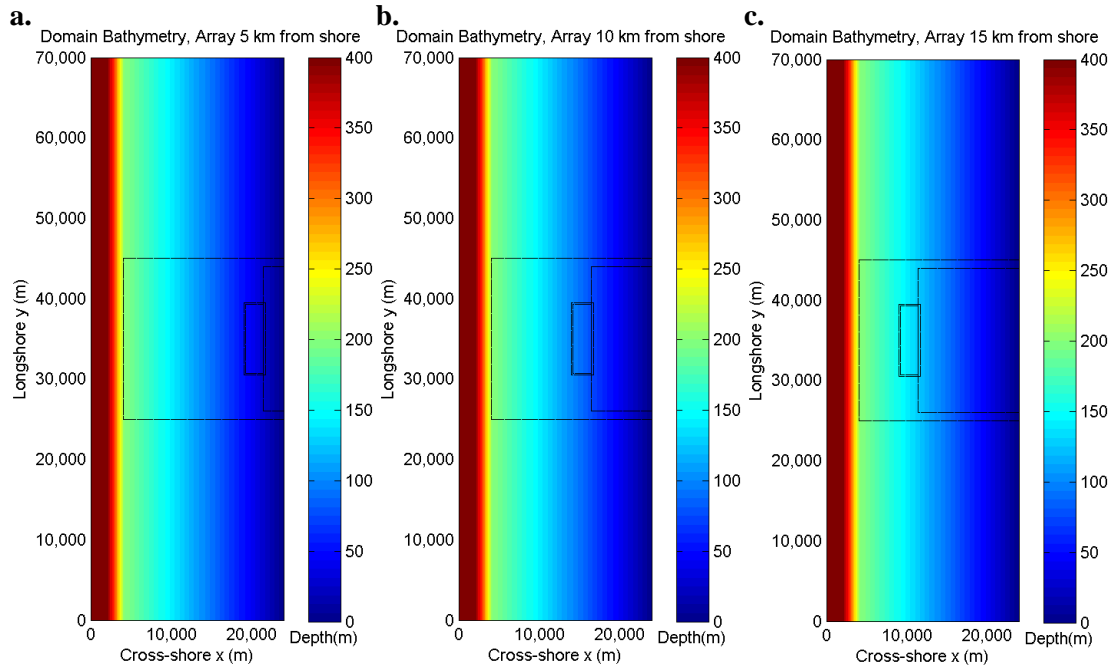 a.
Domain Bathymetry, Array 5 km from shore
70,000
60,000
50,000
40,000
30,000
20,000
10,000
0
Longshore y (m)
0 10,000 20,000
Cross-shore x (m)
400
350
300
250
200
150
100
50
0
Depth(m)
b.
Domain Bathymetry, Array 10 km from shore
70,000
60,000
50,000
40,000
30,000
20,000
10,000
0
Longshore y (m)
0 10,000 20,000
Cross-shore x (m)
400
350
300
250
200
150
100
50
0
Depth(m)
c.
Domain Bathymetry, Array 15 km from shore
70,000
60,000
50,000
40,000
30,000
20,000
10,000
0
Longshore y (m)
0 10,000 20,000
Cross-shore x (m)
400
350
300
250
200
150
100
50
0
Depth(m)